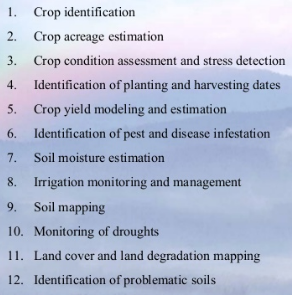 1. Crop identification
2. Crop acreage estimation
3. Crop condition assessment and stress detection
4. Identification of planting and harvesting dates
5. Crop yield modeling and estimation
6. Identification of pest and disease infestation
7. Soil moisture estimation
8. Irrigation monitoring and management
9. Soil mapping
10. Monitoring of droughts
11. Land cover and land degradation mapping
12. Identification of problematic soils